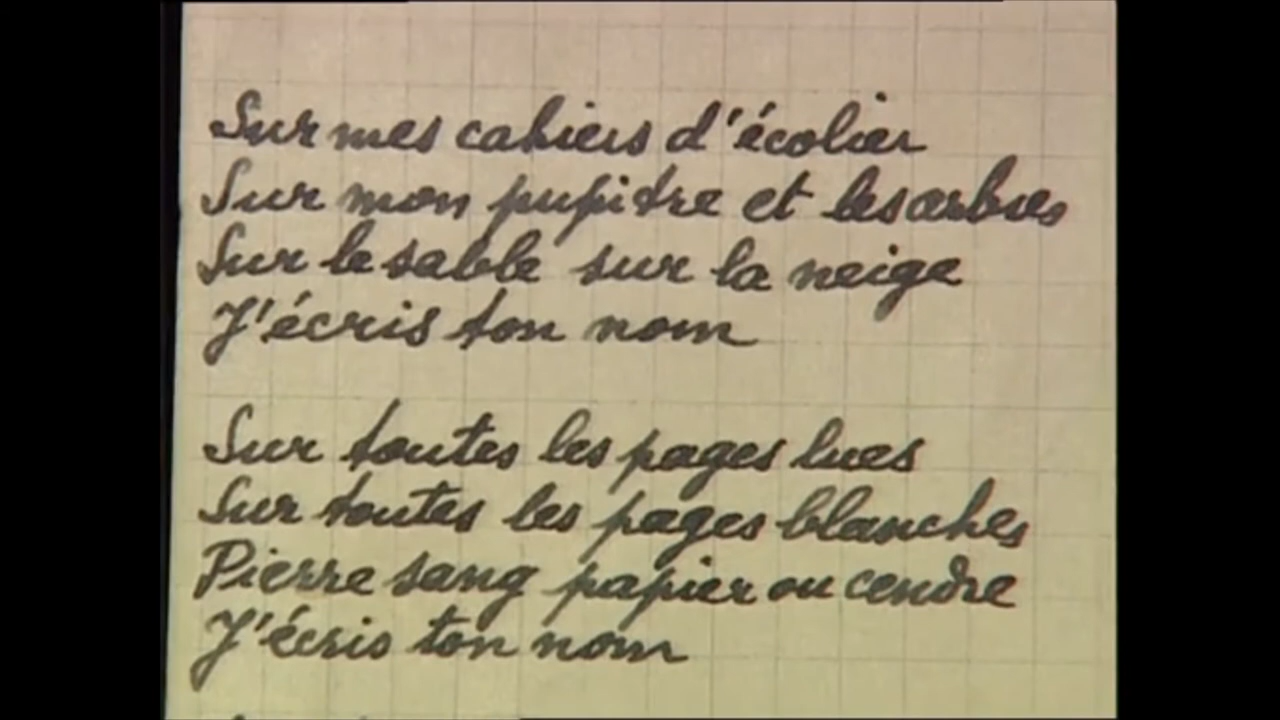 Sur mes cahiers d'écolier
Sur mon pupitre et les arbres
Sur le sable sur la neige
J'écris ton nom
Sur toutes les pages lues
Sur toutes les pages blanches
Pierre sang papier ou cendre
J'écris ton nom